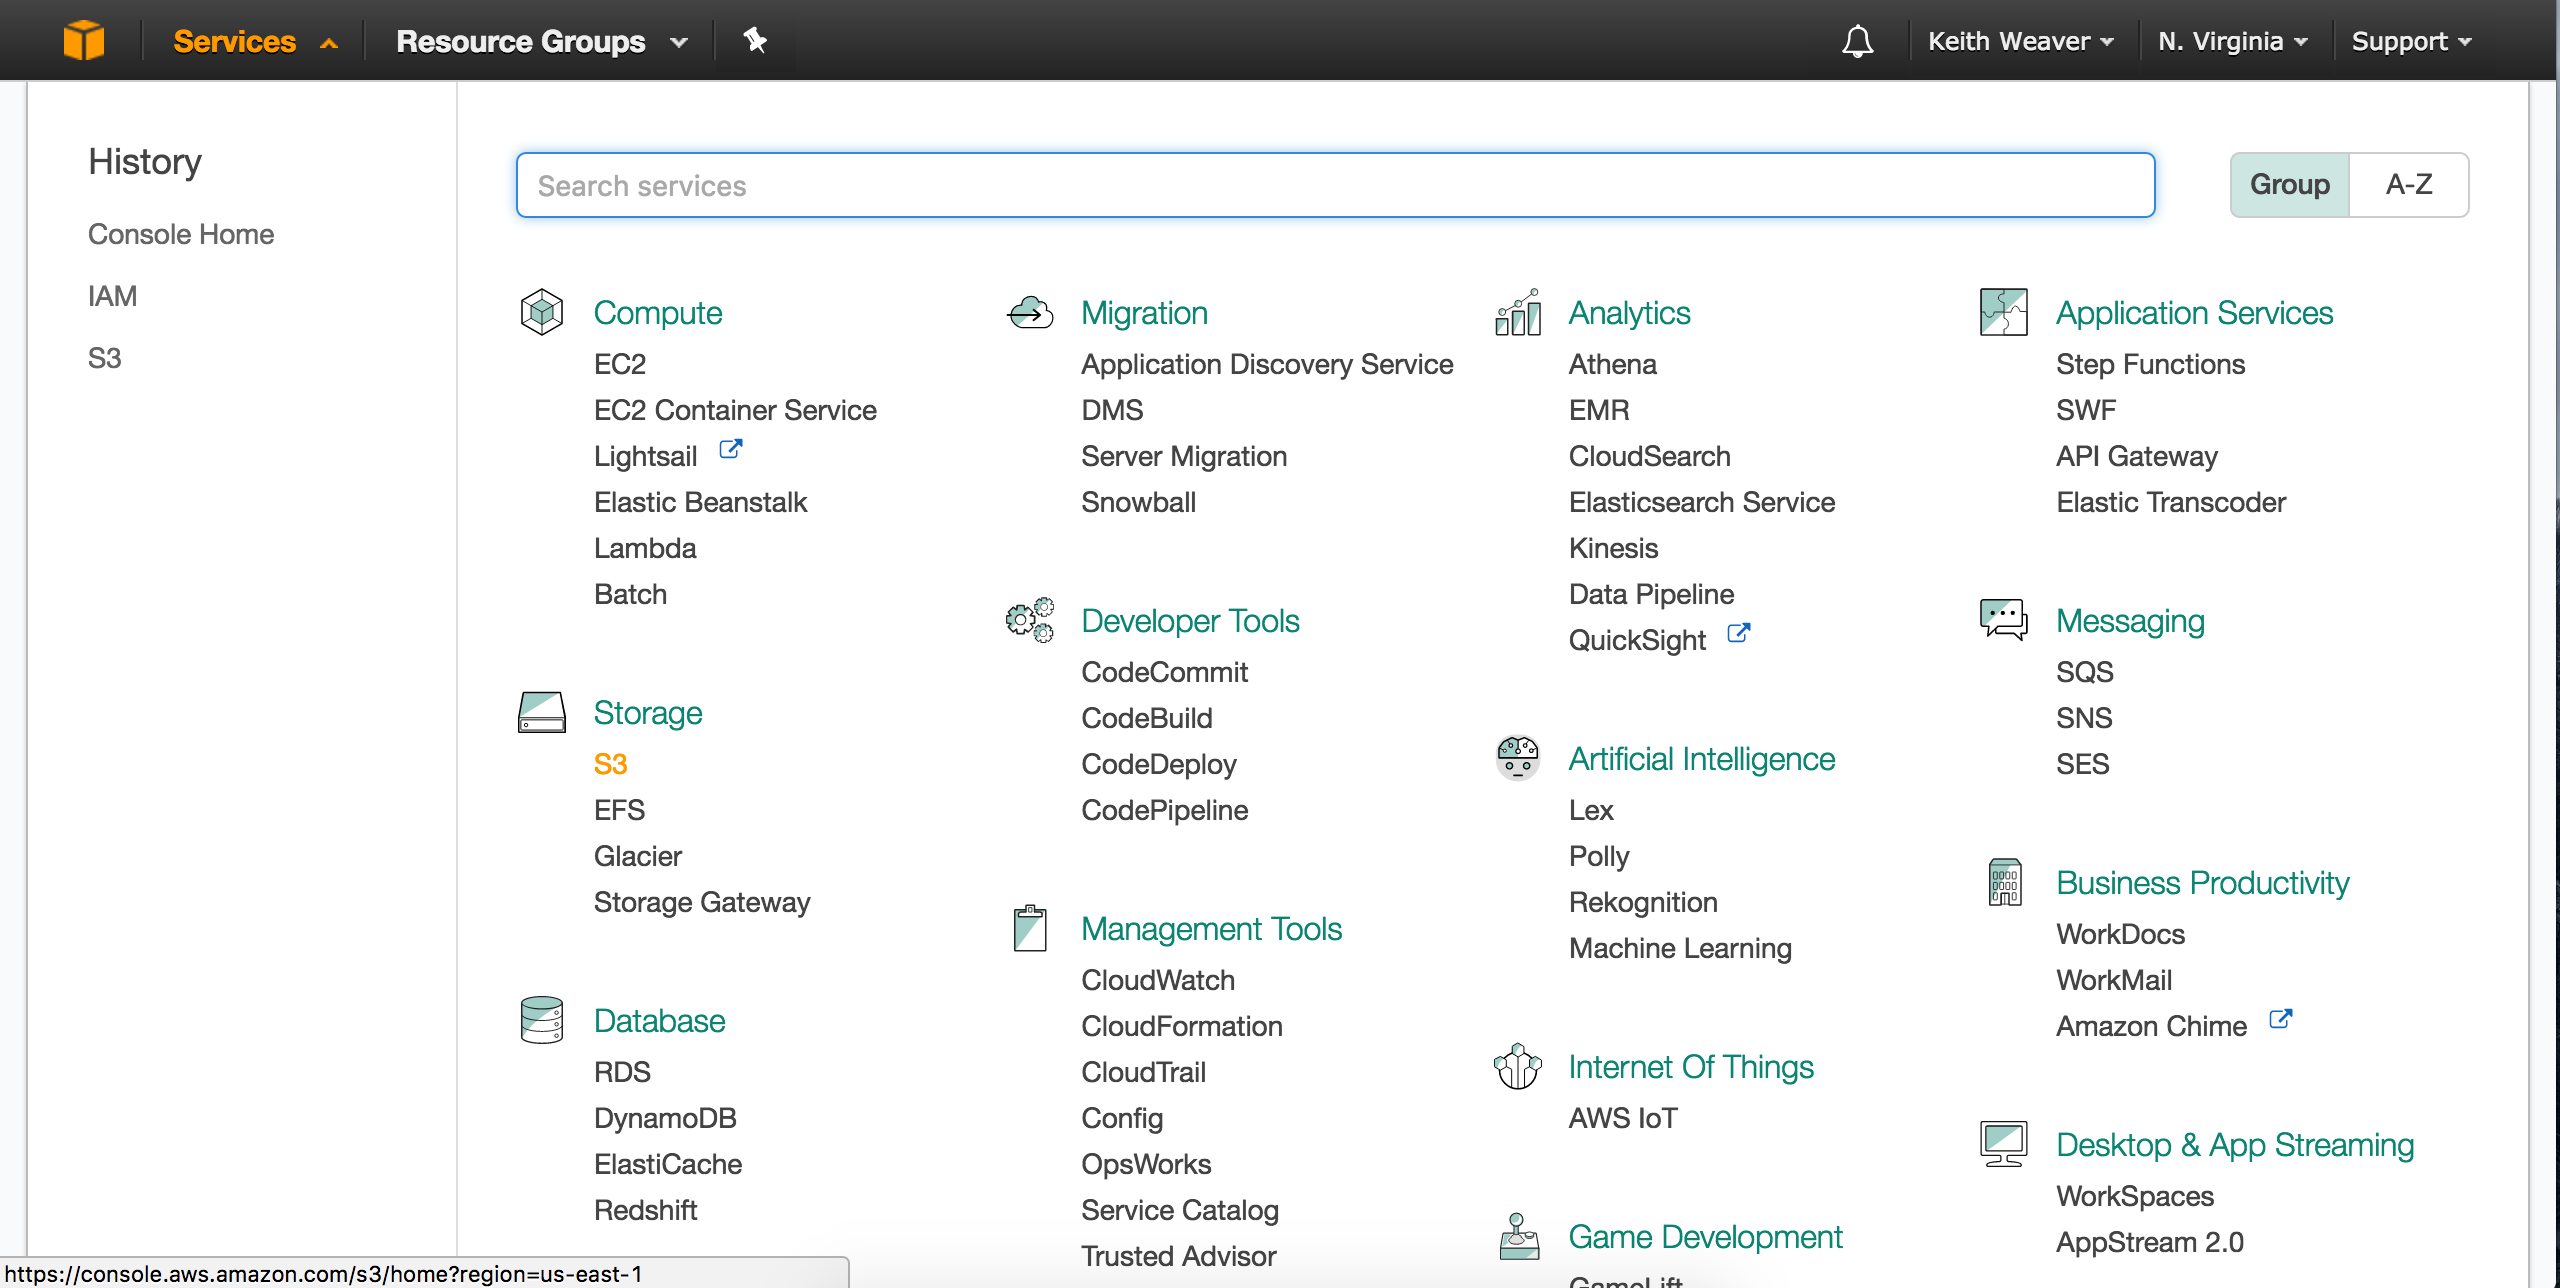 Services
Resource Groups
Keith Weaver
N. Virginia
Support
History
Console Home
IAM
S3
Search services
Group
A-Z
Compute
EC2
EC2 Container Service
Lightsail
Elastic Beanstalk
Lambda
Batch
Storage
S3
EFS
Glacier
Storage Gateway
Database
RDS
DynamoDB
ElastiCache
Redshift
Migration
Application Discovery Service
DMS
Server Migration
Snowball
Developer Tools
CodeCommit
CodeBuild
CodeDeploy
CodePipeline
Management Tools
CloudWatch
CloudFormation
CloudTrail
Config
OpsWorks
Service Catalog
Trusted Advisor
Analytics
Athena
EMR
CloudSearch
Elasticsearch Service
Kinesis
Data Pipeline
QuickSight
Artificial Intelligence
Lex
Polly
Rekognition
Machine Learning
Internet Of Things
AWS IoT
Game Development
GameLift
Application Services
Step Functions
SWF
API Gateway
Elastic Transcoder
Messaging
SQS
SNS
SES
Business Productivity
WorkDocs
WorkMail
Amazon Chime
Desktop & App Streaming
WorkSpaces
AppStream 2.0
https://console.aws.amazon.com/s3/home?region=us-east-1